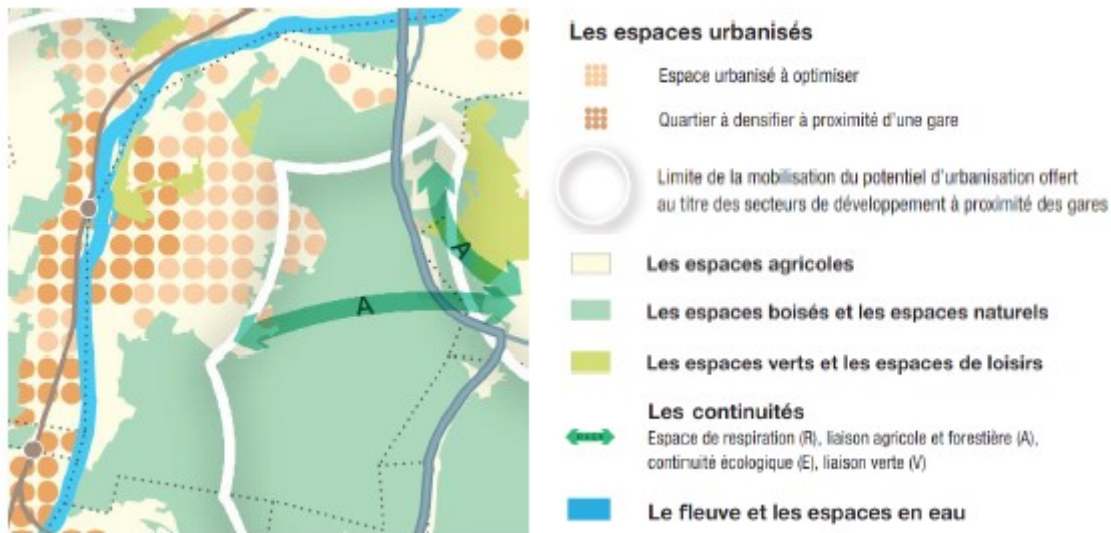 A
A
Les espaces urbanisés
Espace urbanisé à optimiser
Quartier à densifier à proximité d'une gare
Limite de la mobilisation du potentiel d'urbanisation offert
au titre des secteurs de développement à proximité des gares
Les espaces agricoles
Les espaces boisés et les espaces naturels
Les espaces verts et les espaces de loisirs
Les continuités
Espace de respiration (R), liaison agricole et forestière (A),
continuité écologique (E), liaison verte (V)
Le fleuve et les espaces en eau